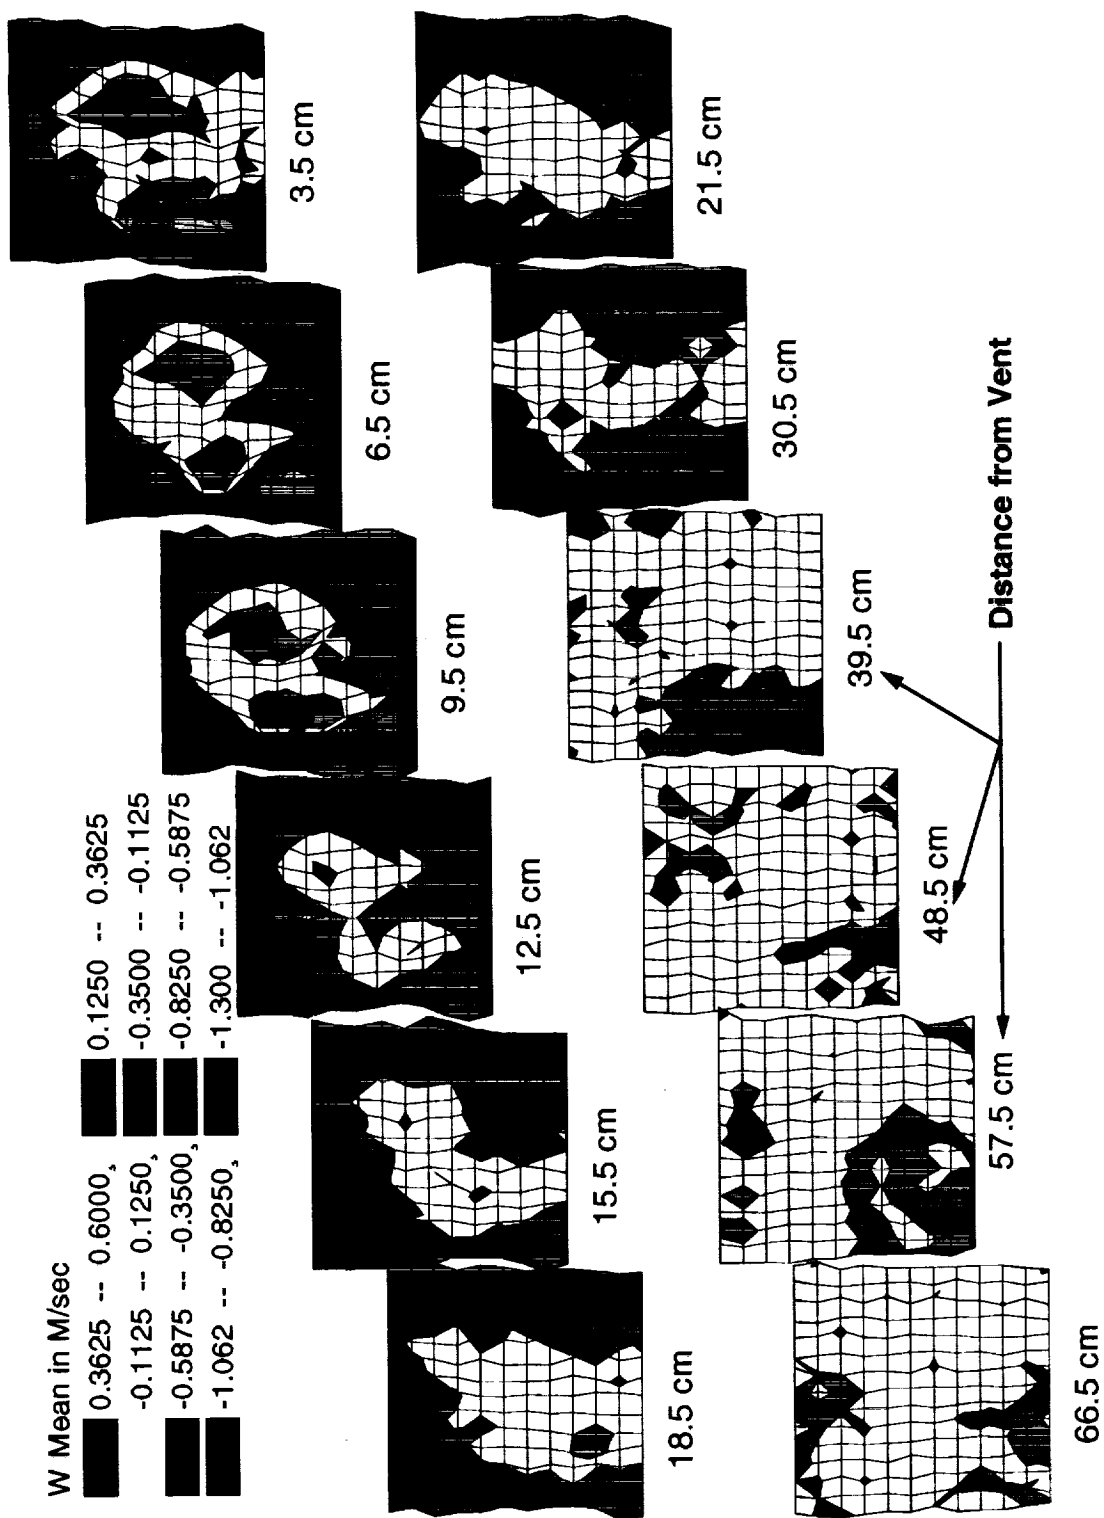 W Mean in M/sec
0.3625 -- 0.6000, 0.1250 -- 0.3625
-0.1125 -- 0.1250, -0.3500 -- -0.1125
-0.5875 -- -0.3500, -0.8250 -- -0.5875
-1.062 -- -0.8250, -1.300 -- -1.062
3.5 cm
6.5 cm
9.5 cm
12.5 cm
15.5 cm
18.5 cm
21.5 cm
30.5 cm
39.5 cm
48.5 cm
57.5 cm
66.5 cm
Distance from Vent